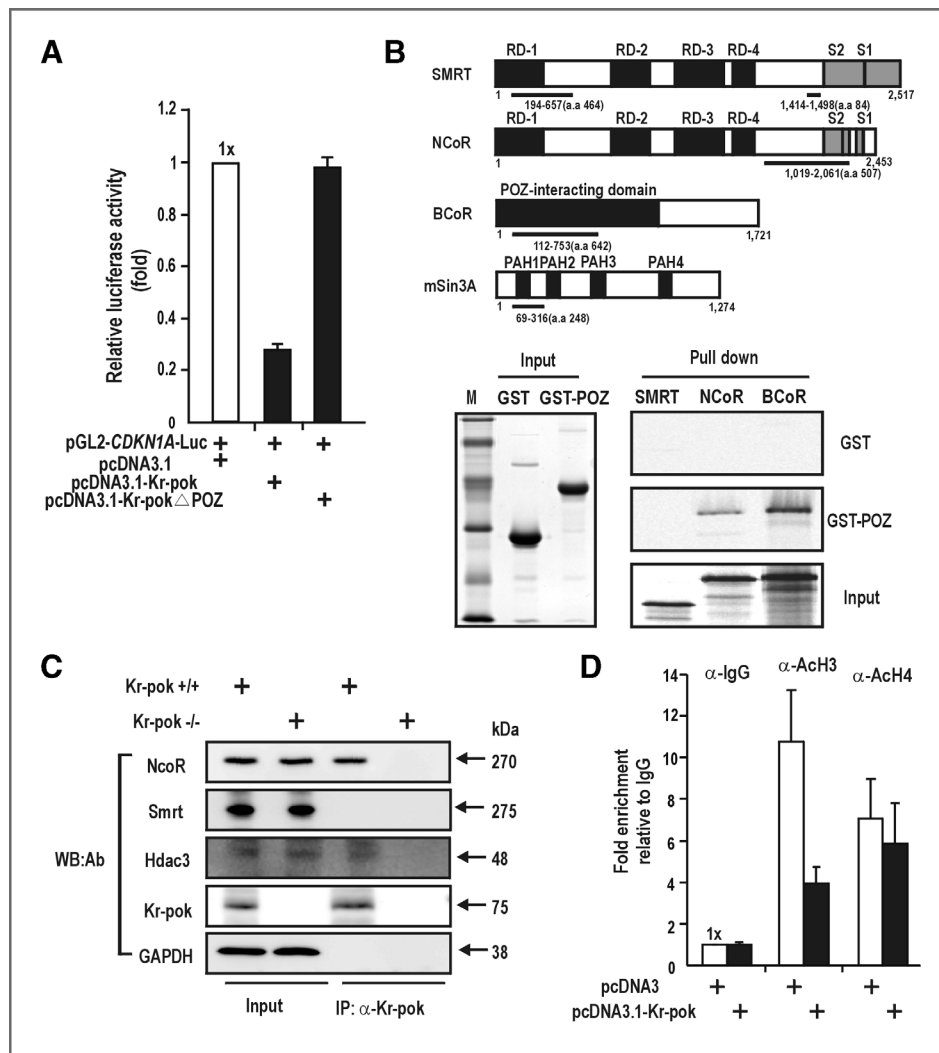 A
Relative luciferase activity
(fold)
1.2
1
0.8
0.6
0.4
0.2
0
1x
pGL2-CDKN1A-Luc + + +
pcDNA3.1 +
pcDNA3.1-Kr-pok +
pcDNA3.1-Kr-pok△POZ +
B
RD-1 RD-2 RD-3 RD-4 S2 S1
SMRT
1 2,517
194-657(a.a 464) 1,414-1,498(a.a 84)
RD-1 RD-2 RD-3 RD-4 S2 S1
NCoR
1 2,453
1,019-2,061(a.a 507)
POZ-interacting domain
BCoR
1 1,721
112-753(a.a 642)
PAH1 PAH2 PAH3 PAH4
mSin3A
1 1,274
69-316(a.a 248)
Input
M GST GST-POZ
Pull down
SMRT NCoR BCoR
GST
GST-POZ
Input
C
Kr-pok +/+ + +
Kr-pok -/- + +
kDa
WB:Ab
NcoR 270
Smrt 275
Hdac3 48
Kr-pok 75
GAPDH 38
Input IP: α-Kr-pok
D
Fold enrichment
relative to IgG
14
12
10
8
6
4
2
0
α-IgG α-AcH3 α-AcH4
1x
pcDNA3 + + +
pcDNA3.1-Kr-pok + + +